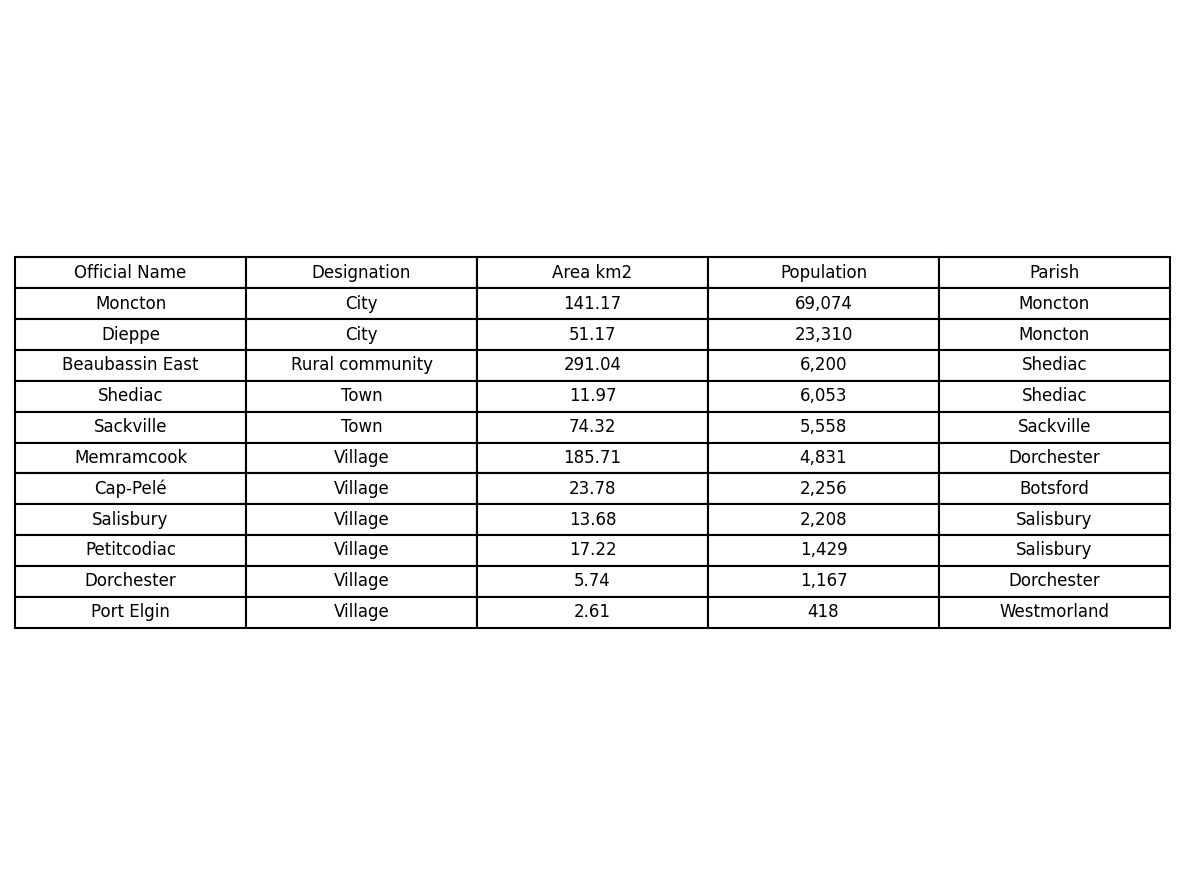 Official Name Designation Area km2 Population Parish
Moncton City 141.17 69,074 Moncton
Dieppe City 51.17 23,310 Moncton
Beaubassin East Rural community 291.04 6,200 Shediac
Shediac Town 11.97 6,053 Shediac
Sackville Town 74.32 5,558 Sackville
Memramcook Village 185.71 4,831 Dorchester
Cap-Pelé Village 23.78 2,256 Botsford
Salisbury Village 13.68 2,208 Salisbury
Petitcodiac Village 17.22 1,429 Salisbury
Dorchester Village 5.74 1,167 Dorchester
Port Elgin Village 2.61 418 Westmorland